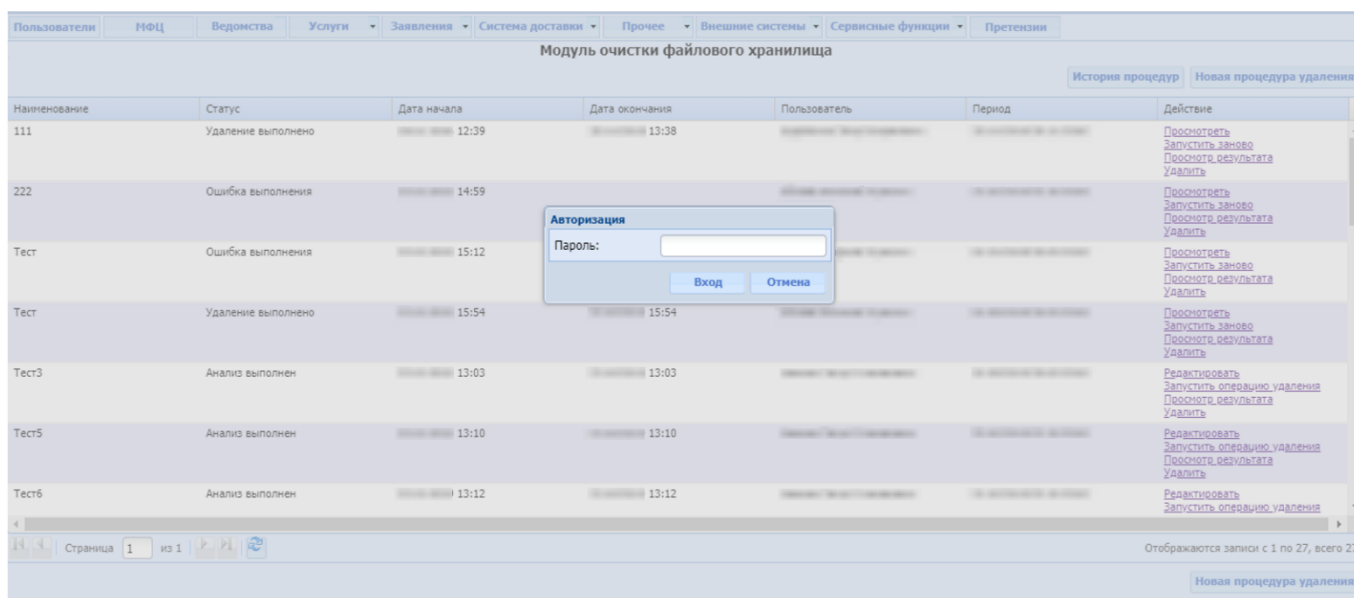 Пользователи МФЦ Ведомства Услуги Заявления Система доставки Прочее Внешние системы Сервисные функции Претензии
Модуль очистки файлового хранилища
История процедур Новая процедура удаления
Наименование Статус Дата начала Дата окончания Пользователь Период Действие
111 Удаление выполнено 12:39 13:38 Просмотреть
Запустить заново
Просмотр результата
Удалить
222 Ошибка выполнения 14:59 Просмотреть
Запустить заново
Просмотр результата
Удалить
Авторизация
Пароль:
Вход Отмена
Тест Ошибка выполнения 15:12 Просмотреть
Запустить заново
Просмотр результата
Удалить
Тест Удаление выполнено 15:54 15:54 Просмотреть
Запустить заново
Просмотр результата
Удалить
Тест3 Анализ выполнен 13:03 13:03 Редактировать
Запустить операцию удаления
Просмотр результата
Удалить
Тест5 Анализ выполнен 13:10 13:10 Редактировать
Запустить операцию удаления
Просмотр результата
Удалить
Тест6 Анализ выполнен 13:12 13:12 Редактировать
Запустить операцию удаления
Страница 1 из 1 Отображаются записи с 1 по 27, всего 27
Новая процедура удаления